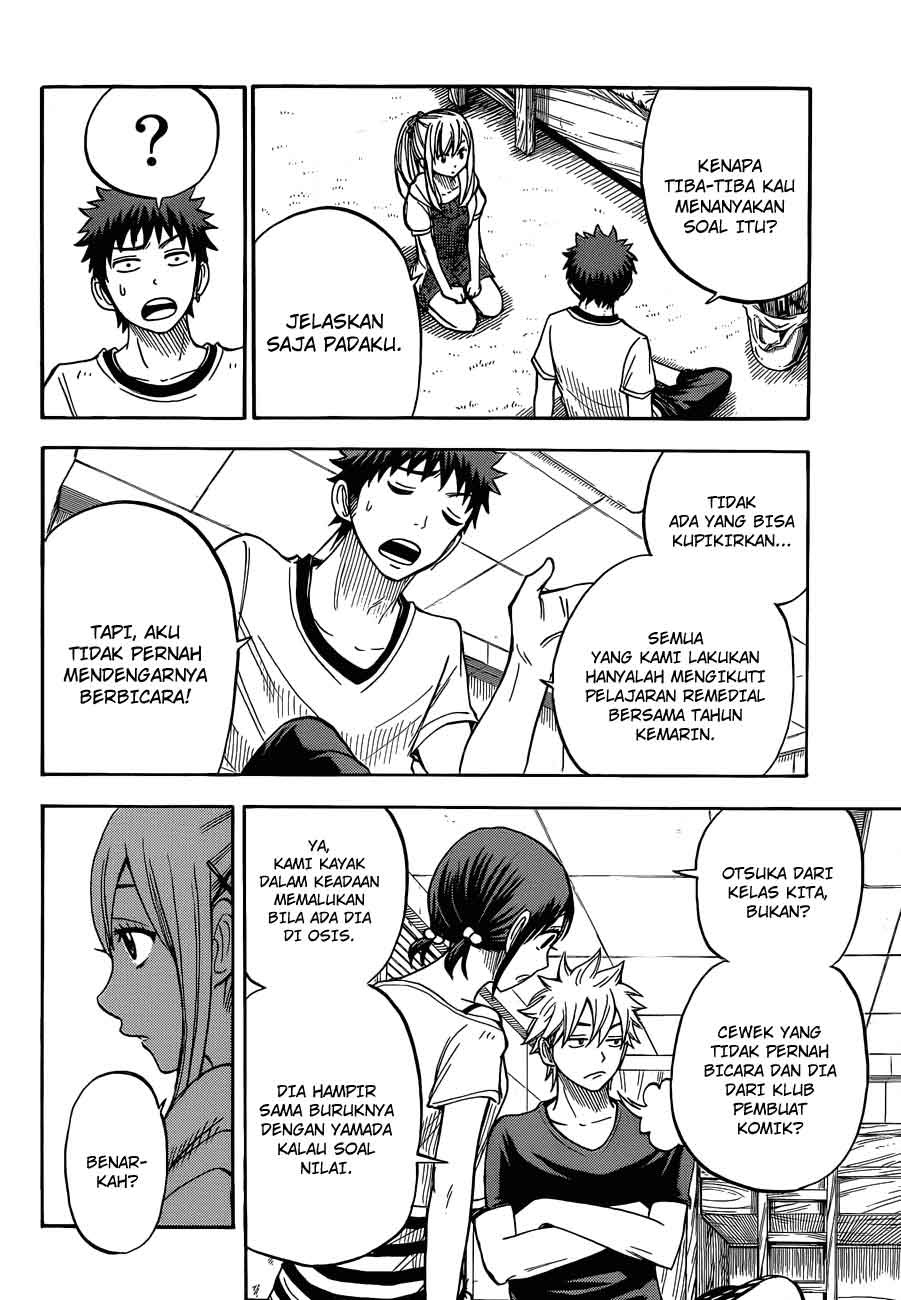 KENAPA
TIBA-TIBA KAU
MENANYAKAN
SOAL ITU?
JELASKAN
SAJA PADAKU.
?
TIDAK
ADA YANG BISA
KUPIKIRKAN...
SEMUA
YANG KAMI LAKUKAN
HANYALAH MENGIKUTI
PELAJARAN REMEDIAL
BERSAMA TAHUN
KEMARIN.
TAPI, AKU
TIDAK PERNAH
MENDENGARNYA
BERBICARA!
OTSUKA DARI
KELAS KITA,
BUKAN?
CEWEK YANG
TIDAK PERNAH
BICARA DAN DIA
DARI KLUB
PEMBUAT
KOMIK?
YA,
KAMI KAYAK
DALAM KEADAAN
MEMALUKAN
BILA ADA DIA
DI OSIS.
DIA HAMPIR
SAMA BURUKNYA
DENGAN YAMADA
KALAU SOAL
NILAI.
BENAR-
KAH?